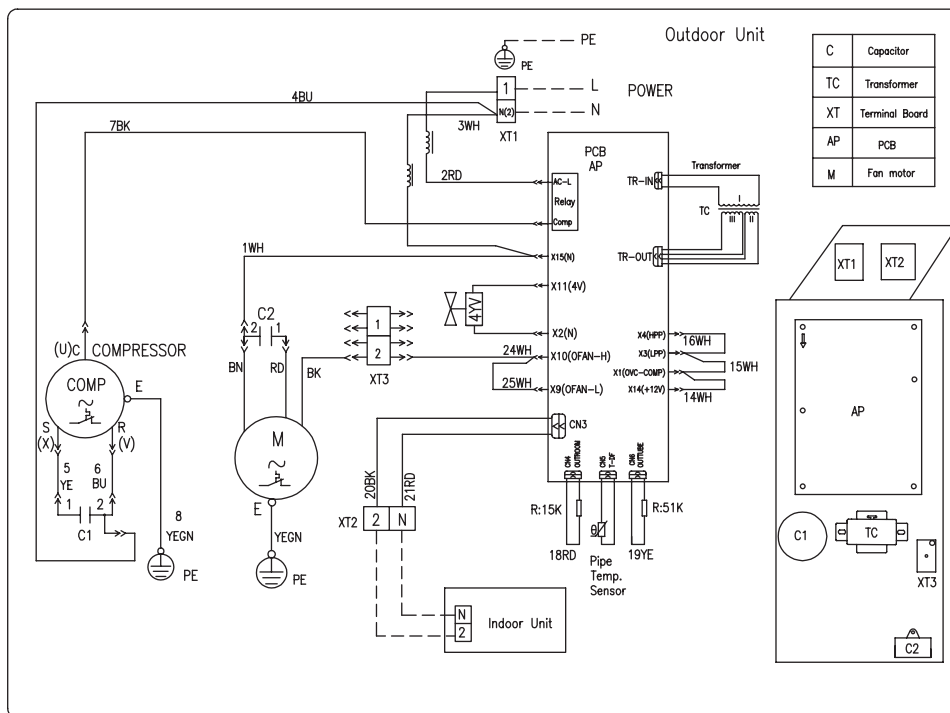 Outdoor Unit
PE
PE
1
L
POWER
N(2)
N
XT1
4BU
3WH
7BK
2RD
C
Capacitor
TC
Transformer
XT
Terminal Board
AP
PCB
M
Fan motor
PCB
AP
AC-L
Relay
Comp
TR-IN
Transformer
I
III
II
TC
TR-OUT
X15(N)
X11(4V)
4YV
X2(N)
X10(OFAN-H)
X9(OFAN-L)
X4(HPP)
16WH
X3(LPP)
15WH
X1(OVC-COMP)
X14(+12V)
14WH
1WH
C2
2
1
BN
RD
BK
1
2
XT3
24WH
25WH
(U)C
COMPRESSOR
COMP
E
S
(X)
R
(V)
5
YE
6
BU
1
2
C1
8
YEGN
PE
M
E
YEGN
PE
CN3
20BK
21RD
XT2
2
N
CN4
OUTROON
CN5
T-DF
CN6
OUTTUBE
R:15K
θ
R:51K
18RD
19YE
Pipe
Temp.
Sensor
N
2
Indoor Unit
XT1
XT2
AP
C1
TC
XT3
C2